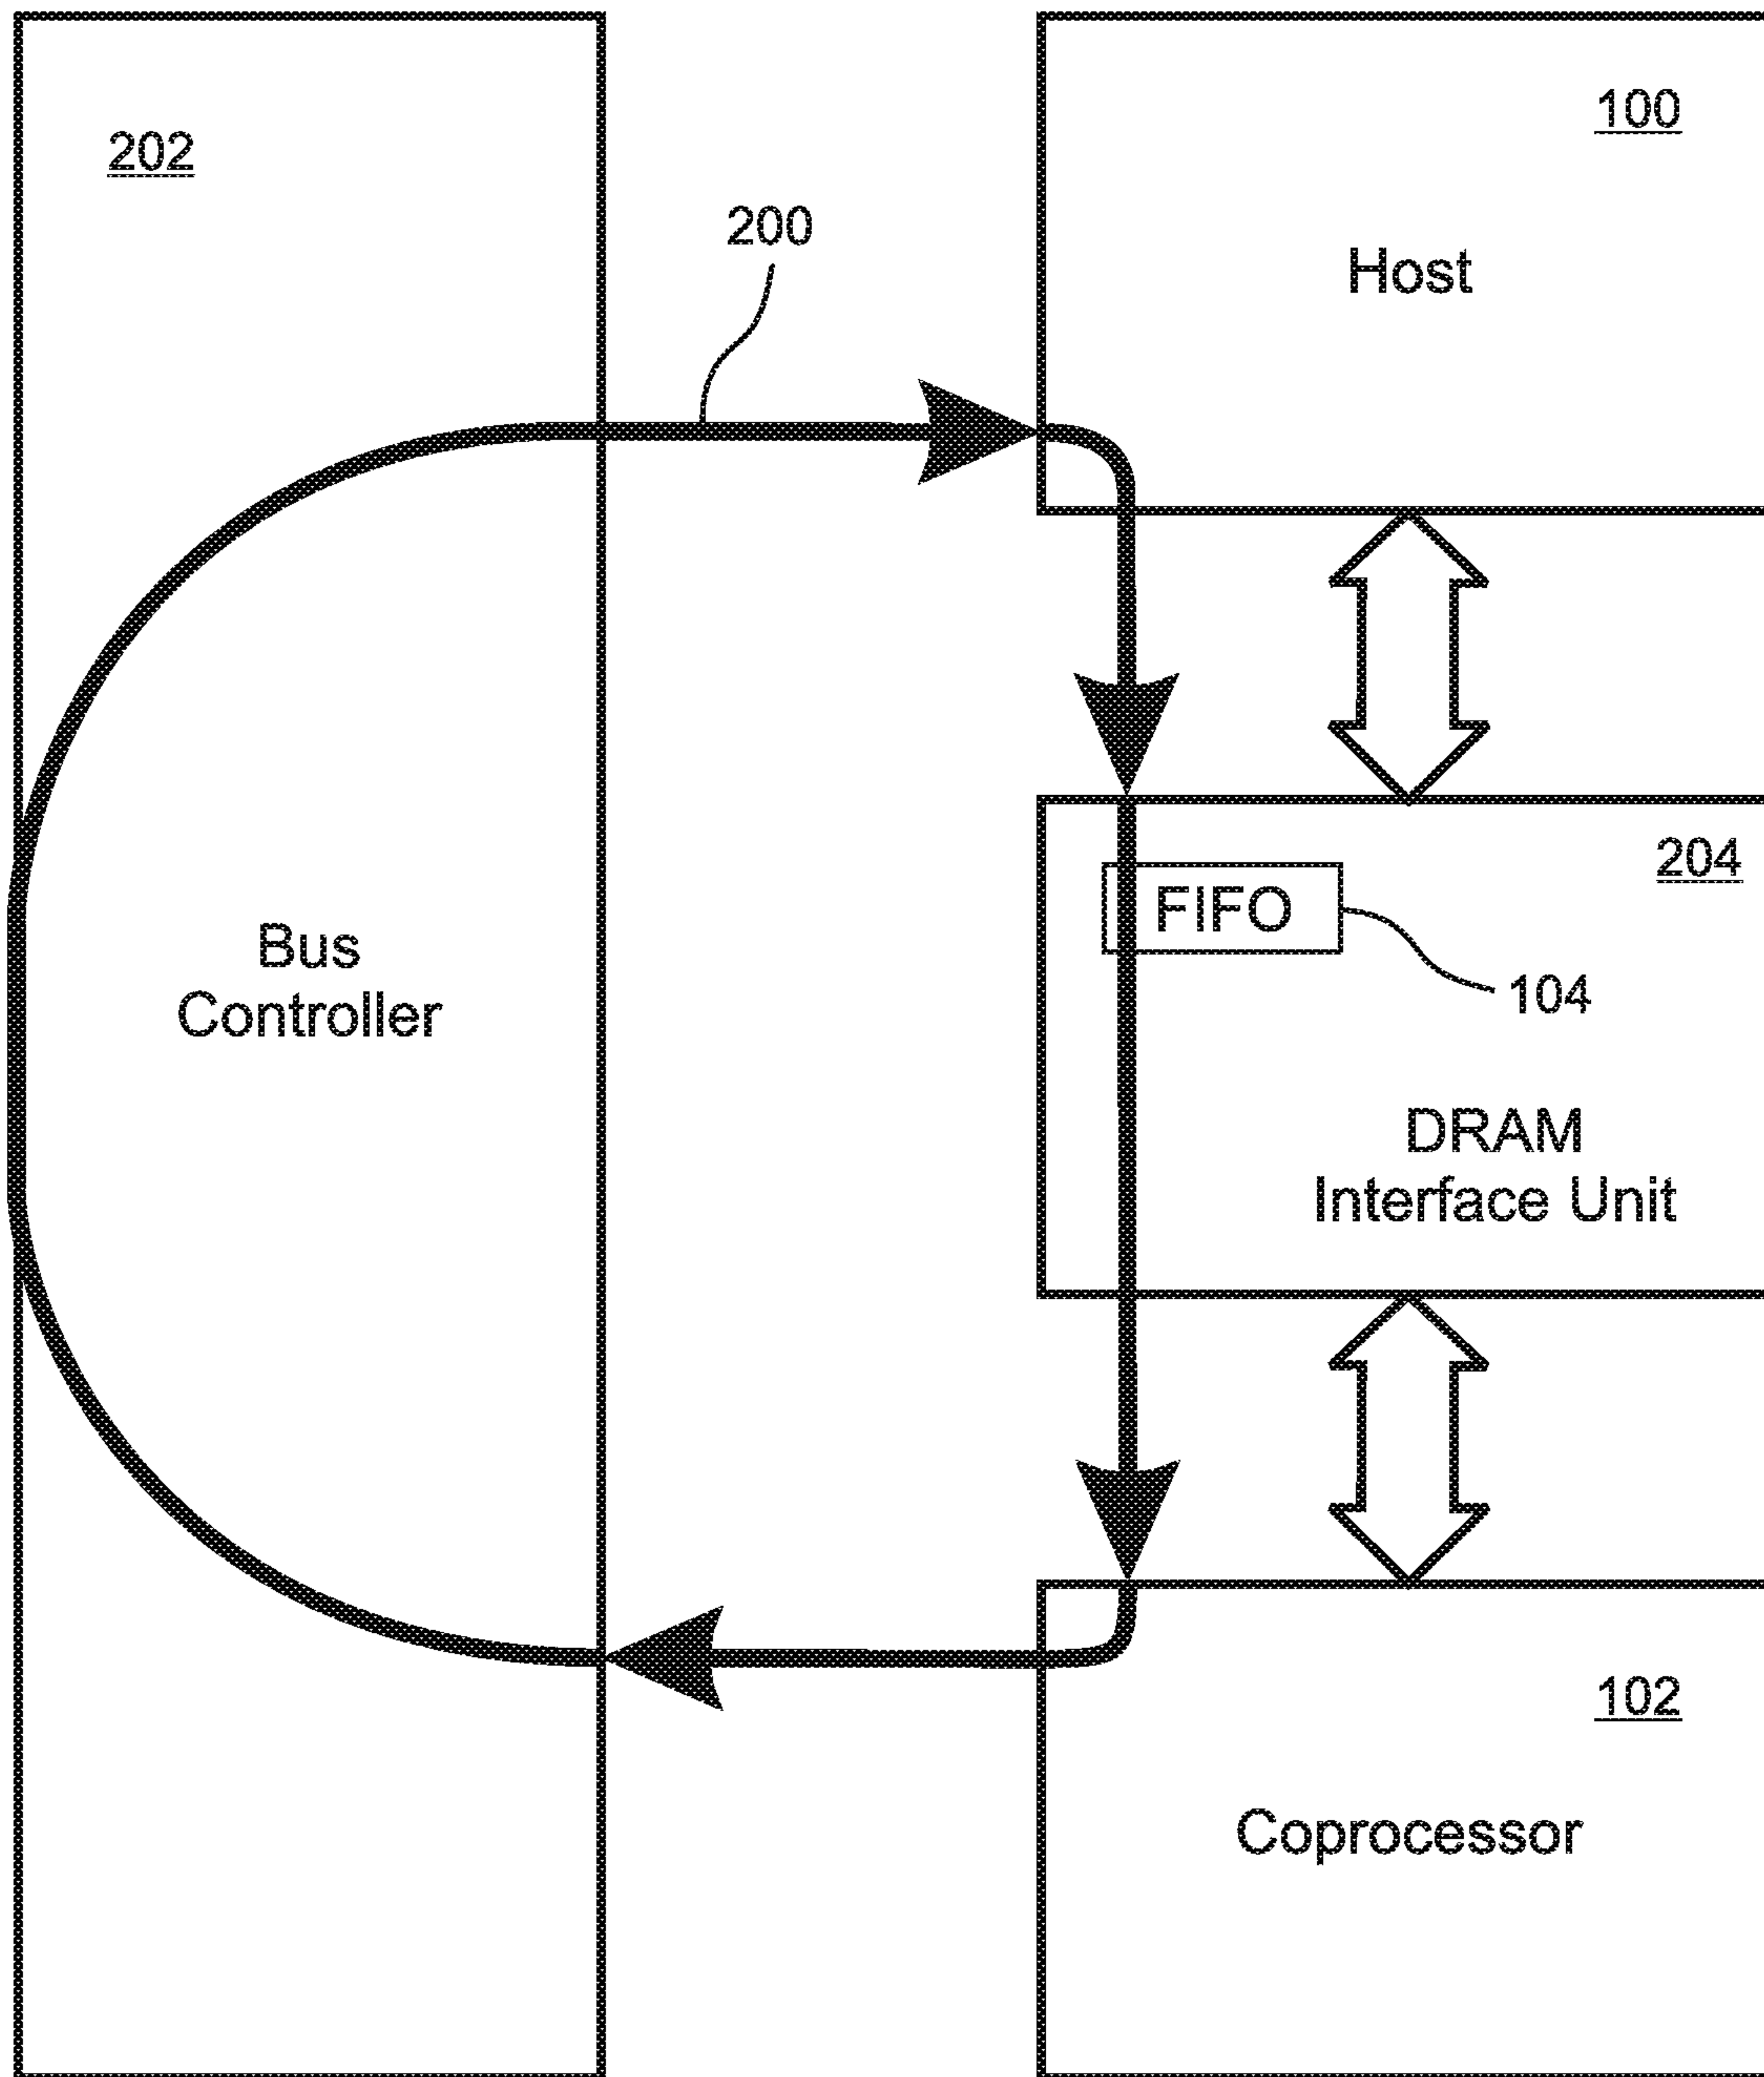 202
100
200
Host
204
FIFO
Bus
Controller
104
DRAM
Interface Unit
102
Coprocessor